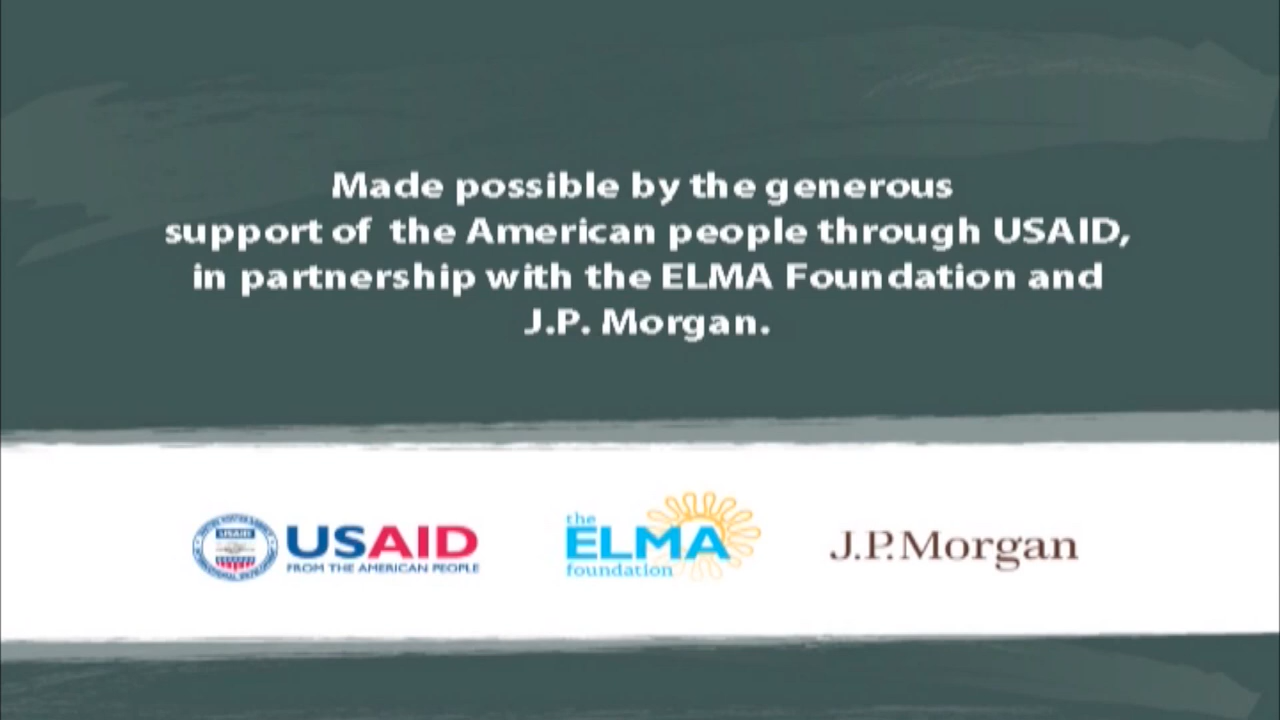 Made possible by the generous
support of the American people through USAID,
in partnership with the ELMA Foundation and
J.P. Morgan.
USAID
USAID
FROM THE AMERICAN PEOPLE
the
ELMA
foundation
J.P.Morgan